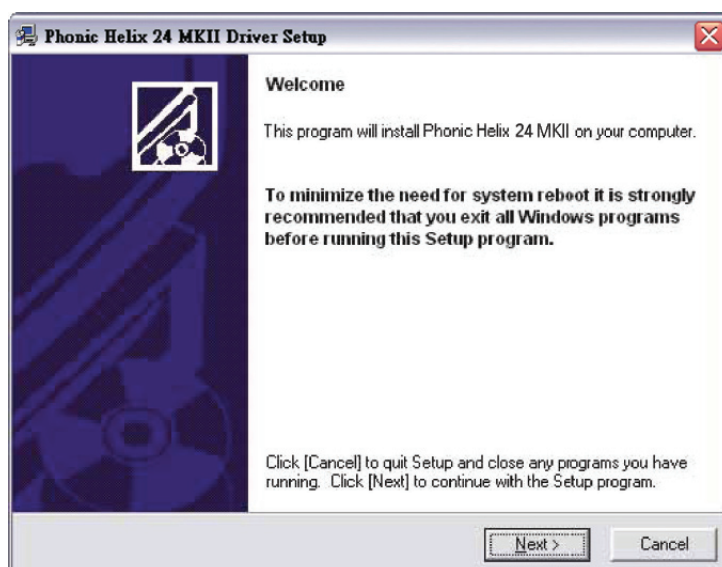 Phonic Helix 24 MKII Driver Setup
Welcome
This program will install Phonic Helix 24 MKII on your computer.
To minimize the need for system reboot it is strongly
recommended that you exit all Windows programs
before running this Setup program.
Click [Cancel] to quit Setup and close any programs you have
running. Click [Next] to continue with the Setup program.
Next >
Cancel